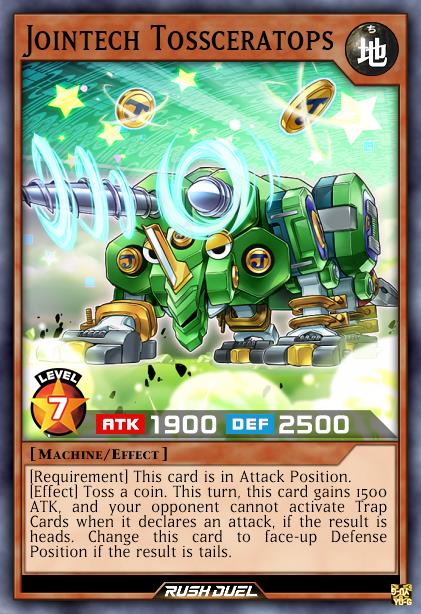 Jointech Tossceratops
ち
地
J
J
J
J
LEVEL
7
ATK 1900 DEF 2500
[ Machine/Effect ]
[Requirement] This card is in Attack Position.
[Effect] Toss a coin. This turn, this card gains 1500
ATK, and your opponent cannot activate Trap
Cards when it declares an attack, if the result is
heads. Change this card to face-up Defense
Position if the result is tails.
RUSH DUEL